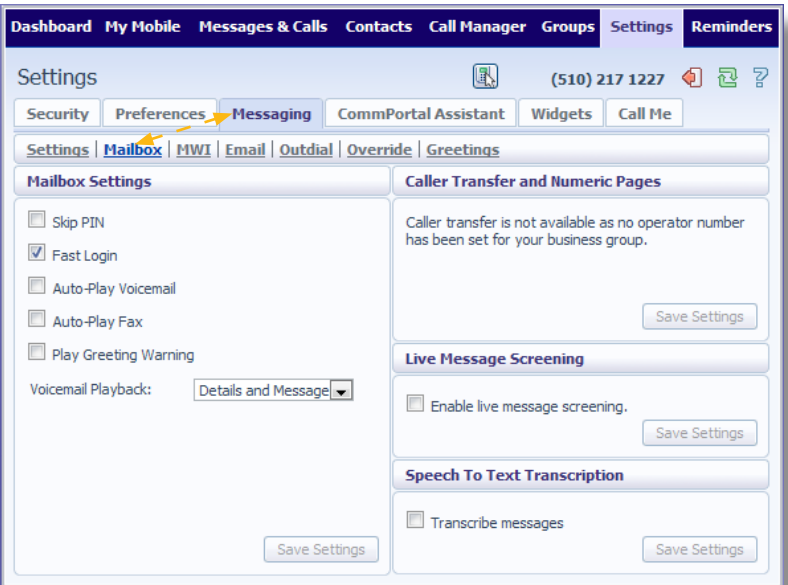 Dashboard My Mobile Messages & Calls Contacts Call Manager Groups Settings Reminders
Settings (510) 217 1227
Security Preferences Messaging CommPortal Assistant Widgets Call Me
Settings | Mailbox | MWI | Email | Outdial | Override | Greetings
Mailbox Settings
Skip PIN
Fast Login
Auto-Play Voicemail
Auto-Play Fax
Play Greeting Warning
Voicemail Playback: Details and Message
Save Settings
Caller Transfer and Numeric Pages
Caller transfer is not available as no operator number
has been set for your business group.
Save Settings
Live Message Screening
Enable live message screening.
Save Settings
Speech To Text Transcription
Transcribe messages
Save Settings